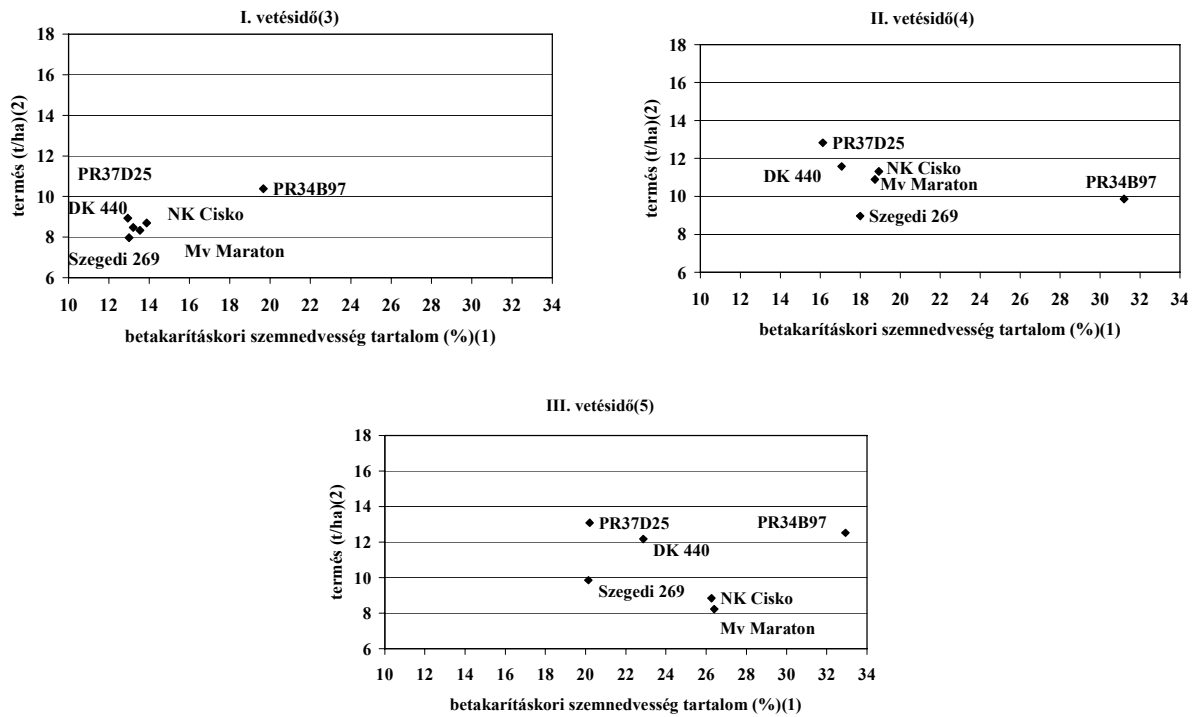 I. vetésidő(3)
termés (t/ha)(2)
18
16
14
12
10
8
6
PR37D25
PR34B97
DK 440
NK Cisko
Mv Maraton
Szegedi 269
10 12 14 16 18 20 22 24 26 28 30 32 34
betakarításkori szemnedvesség tartalom (%)(1)
II. vetésidő(4)
termés (t/ha)(2)
18
16
14
12
10
8
6
PR37D25
NK Cisko
DK 440
Mv Maraton
PR34B97
Szegedi 269
10 12 14 16 18 20 22 24 26 28 30 32 34
betakarításkori szemnedvesség tartalom (%)(1)
III. vetésidő(5)
termés (t/ha)(2)
18
16
14
12
10
8
6
PR37D25
PR34B97
DK 440
Szegedi 269
NK Cisko
Mv Maraton
10 12 14 16 18 20 22 24 26 28 30 32 34
betakarításkori szemnedvesség tartalom (%)(1)